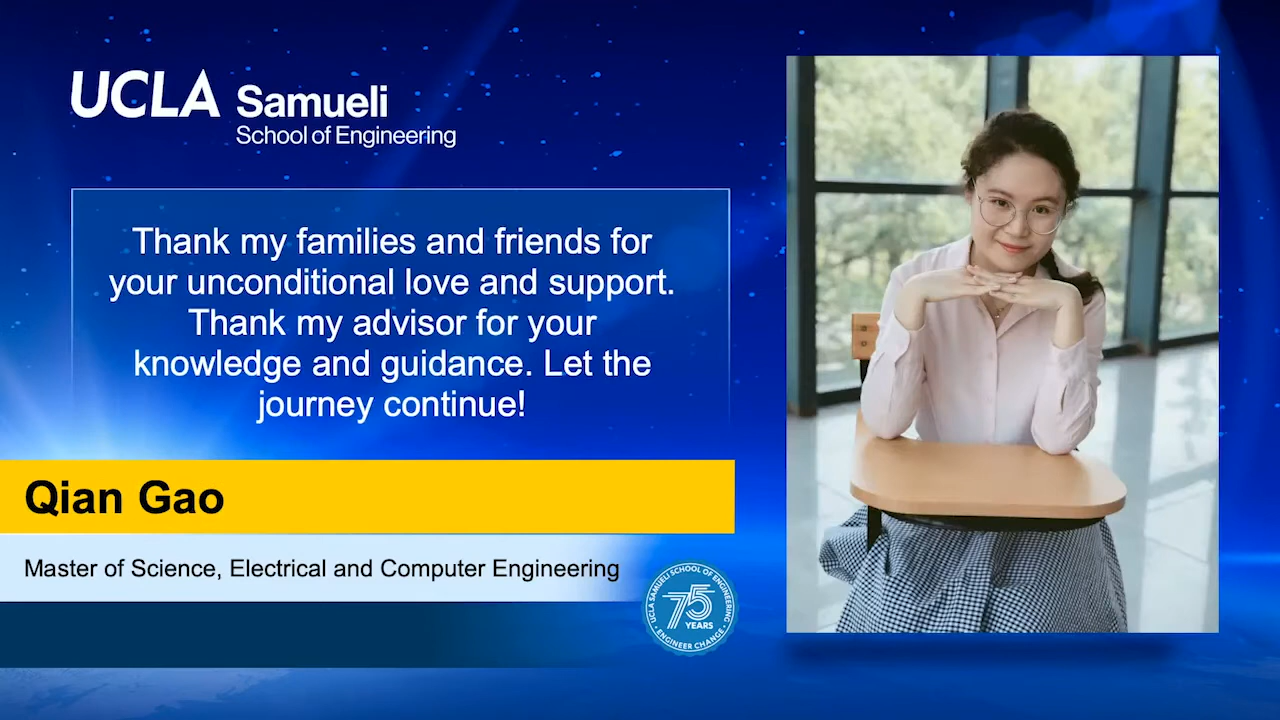 UCLA Samueli
School of Engineering
Thank my families and friends for
your unconditional love and support.
Thank my advisor for your
knowledge and guidance. Let the
journey continue!
Qian Gao
Master of Science, Electrical and Computer Engineering
UCLA SAMUELI SCHOOL OF ENGINEERING
75
YEARS
ENGINEER CHANGE